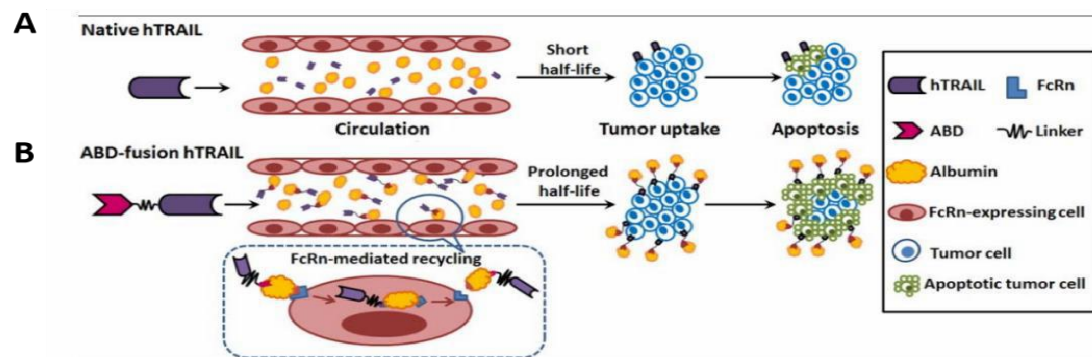 A
Native hTRAIL
Short
half-life
Circulation
Tumor uptake
Apoptosis
B
ABD-fusion hTRAIL
Prolonged
half-life
FcRn-mediated recycling
hTRAIL
FcRn
ABD
Linker
Albumin
FcRn-expressing cell
Tumor cell
Apoptotic tumor cell